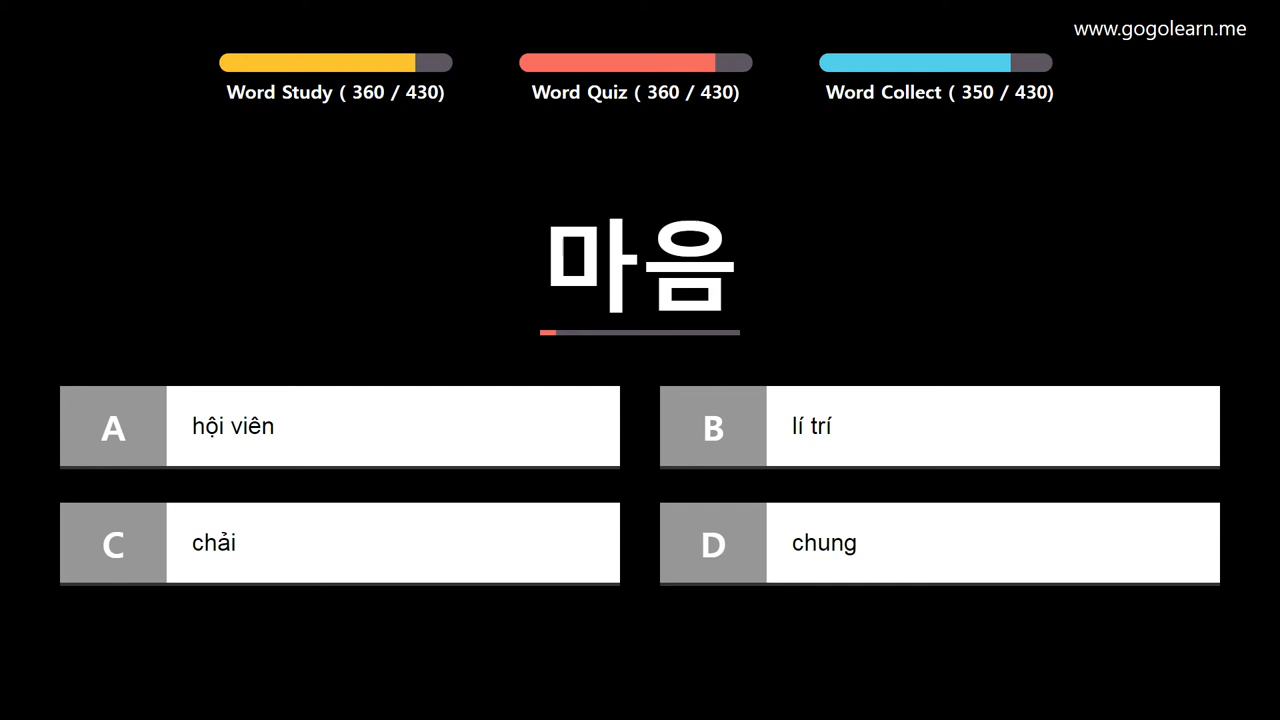 www.gogolearn.me
Word Study ( 360 / 430)
Word Quiz ( 360 / 430)
Word Collect ( 350 / 430)
마음
A hội viên
B lí trí
C chải
D chung